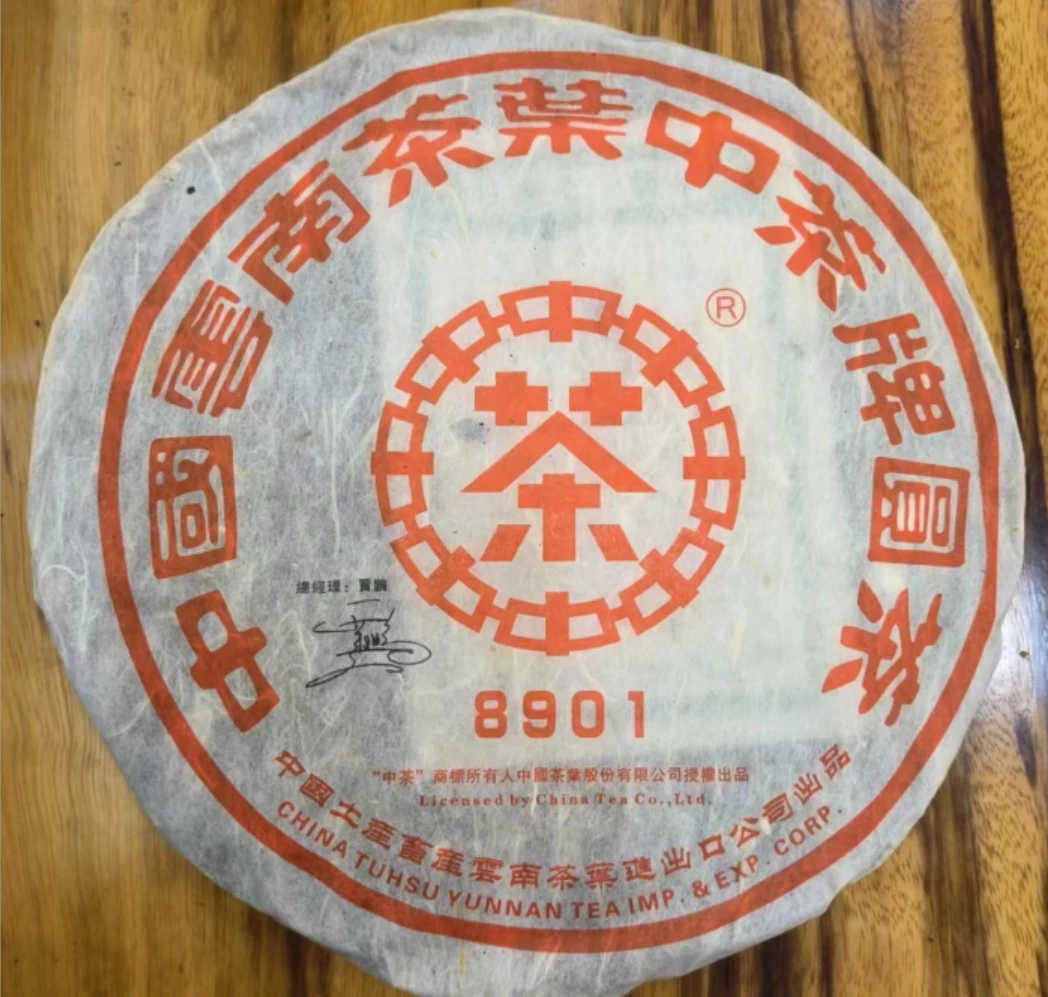 中國雲南茶葉中茶牌圓茶
®
茶
總經理：賈鵬
8901
“中茶”商標所有人中國茶葉股份有限公司授權出品
Licensed by China Tea Co.,Ltd.
中國土產畜產雲南茶葉進出口公司出品
CHINA TUHSU YUNNAN TEA IMP. & EXP. CORP.